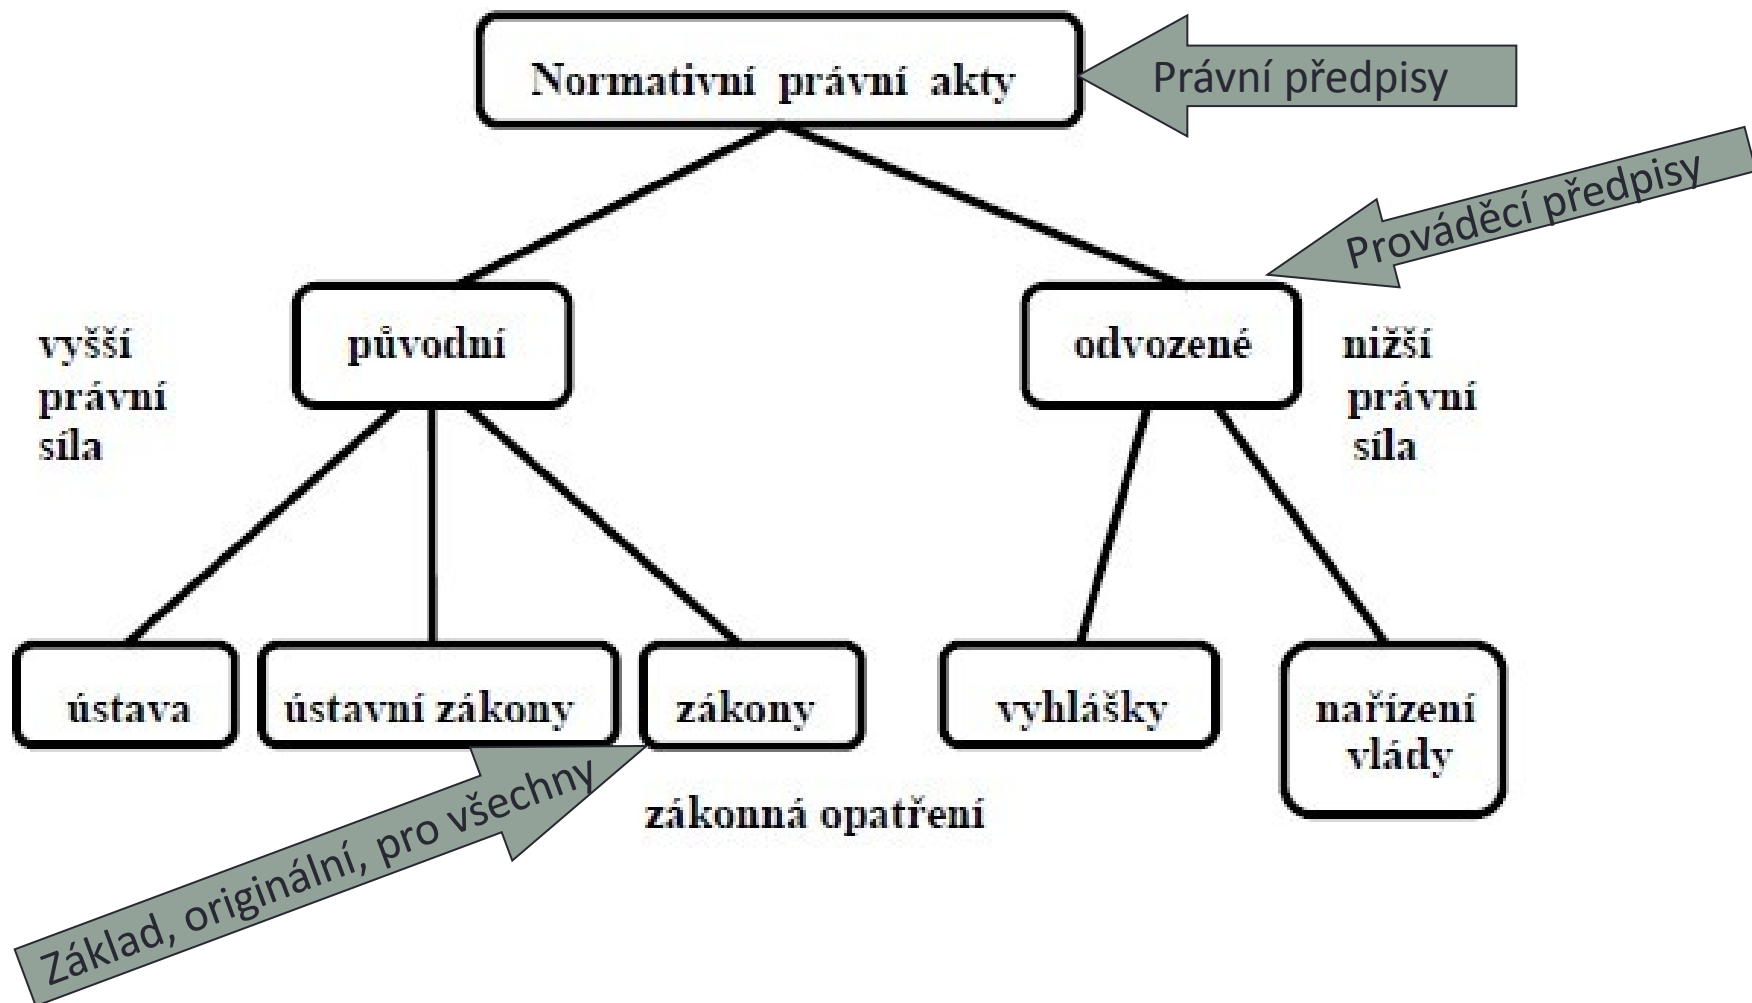 Normativní právní akty
Právní předpisy
Prováděcí předpisy
vyšší
právní
síla
původní
odvozené
nižší
právní
síla
ústava
ústavní zákony
zákony
vyhlášky
nařízení
vlády
zákonná opatření
Základ, originální, pro všechny